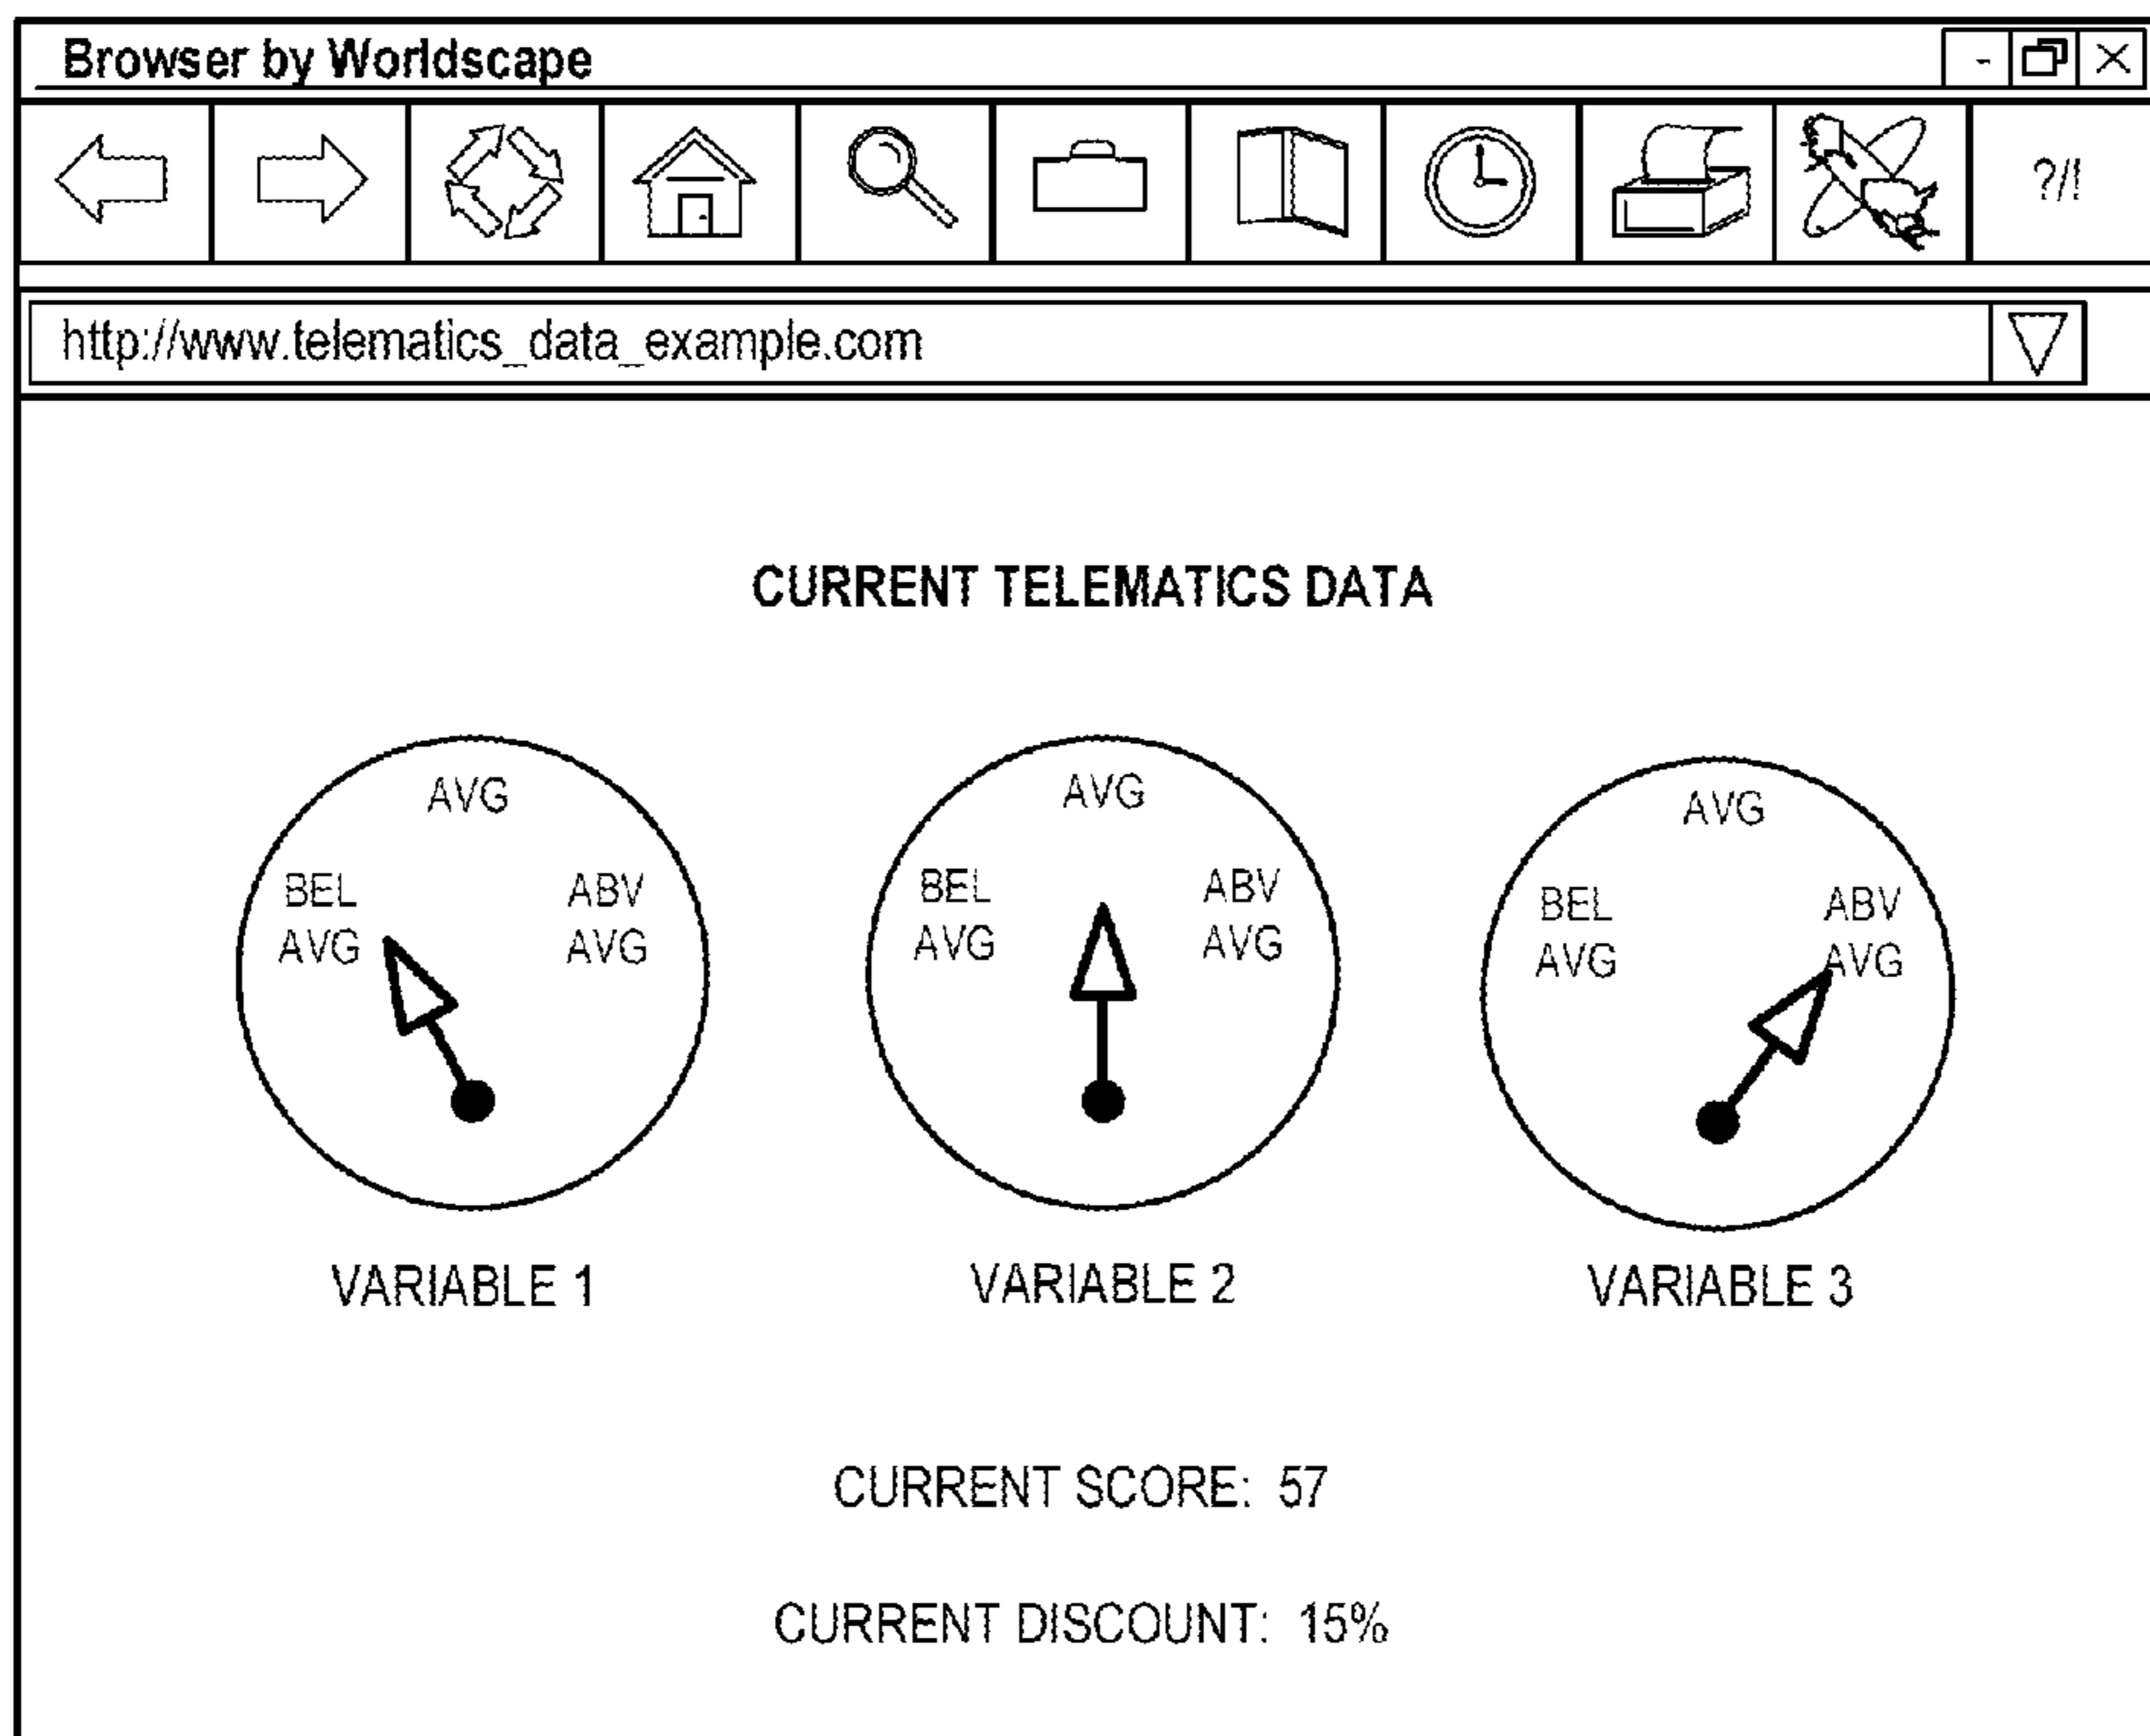 Browser by Worldscape
?/!
http://www.telematics_data_example.com
CURRENT TELEMATICS DATA
AVG
BEL
AVG
ABV
AVG
VARIABLE 1
AVG
BEL
AVG
ABV
AVG
VARIABLE 2
AVG
BEL
AVG
ABV
AVG
VARIABLE 3
CURRENT SCORE: 57
CURRENT DISCOUNT: 15%